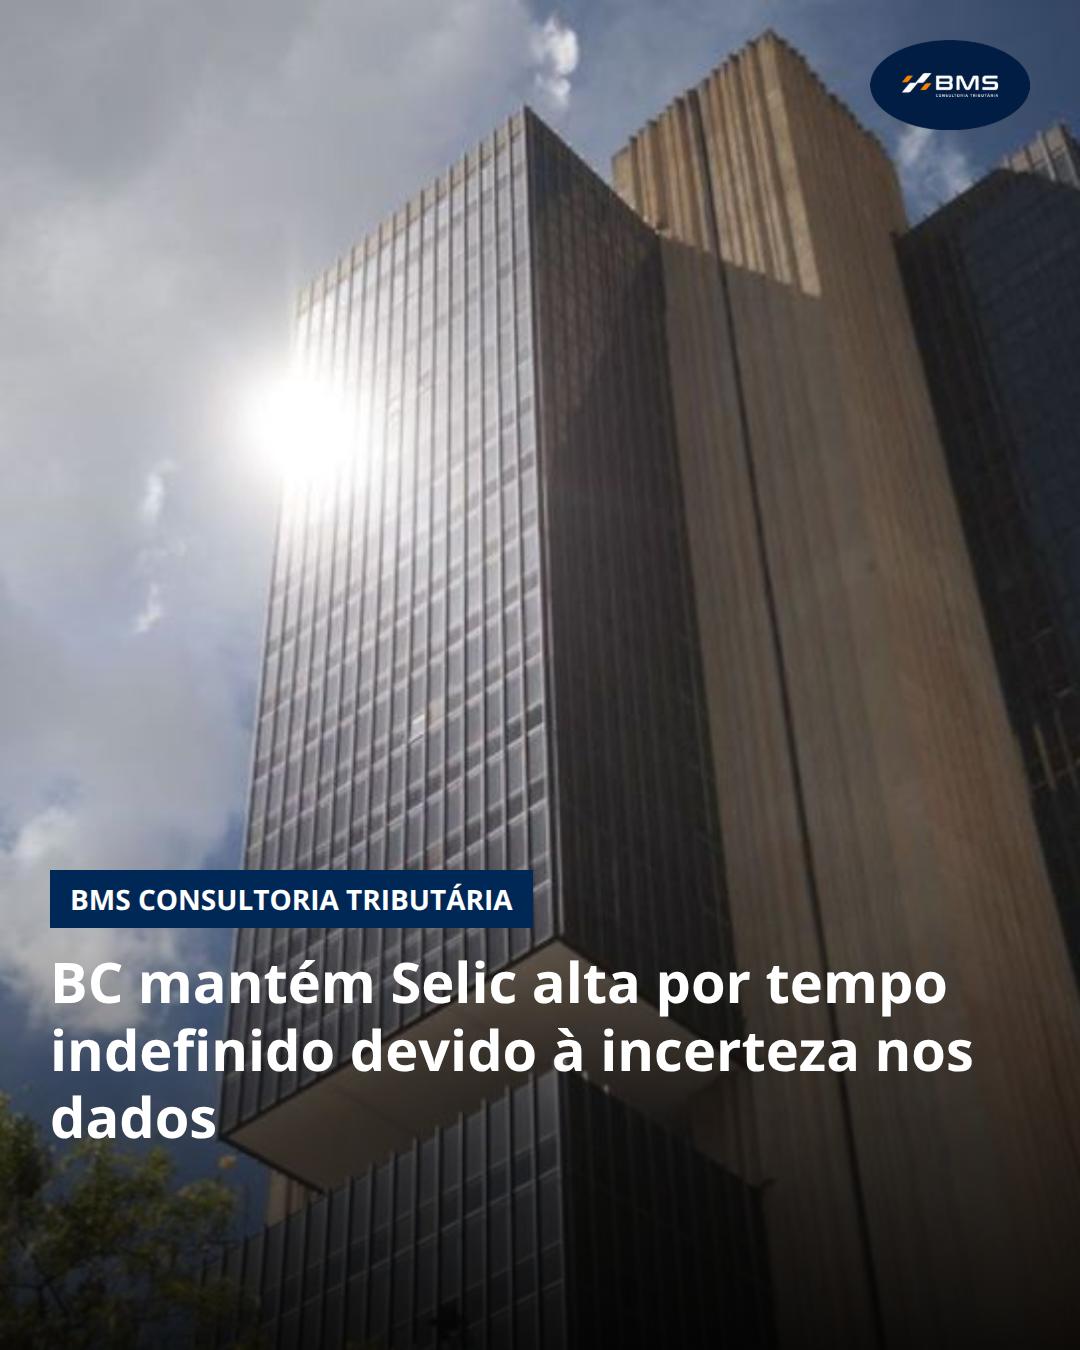 BMS
CONSULTORIA TRIBUTÁRIA
BMS CONSULTORIA TRIBUTÁRIA
BC mantém Selic alta por tempo
indefinido devido à incerteza nos
dados